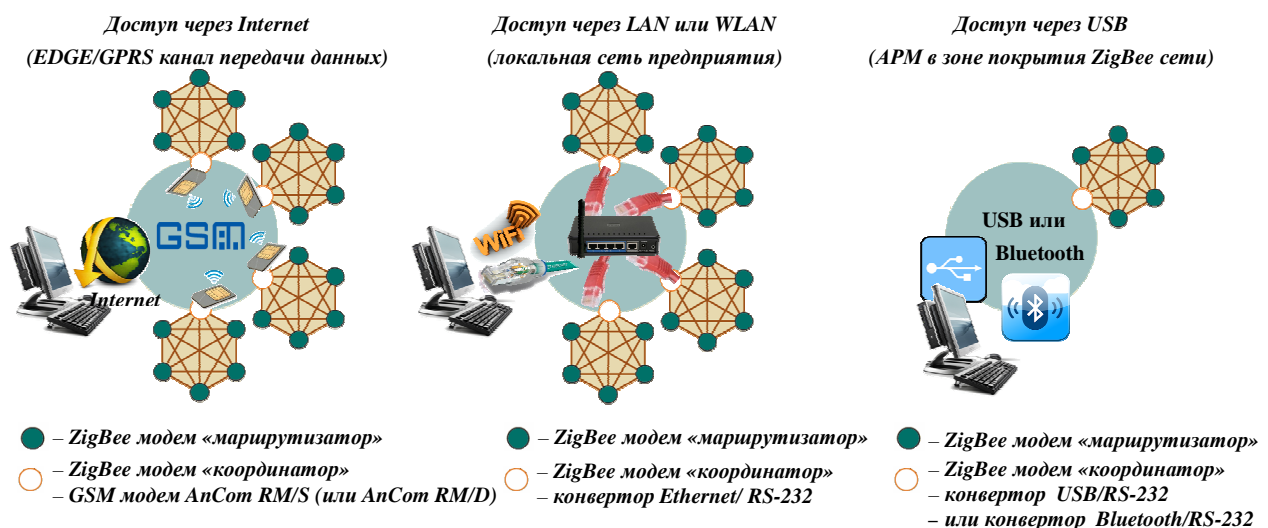 Доступ через Internet
(EDGE/GPRS канал передачи данных)
GSM
Internet
– ZigBee модем «маршрутизатор»
– ZigBee модем «координатор»
– GSM модем AnCom RM/S (или AnCom RM/D)
Доступ через LAN или WLAN
(локальная сеть предприятия)
WiFi
– ZigBee модем «маршрутизатор»
– ZigBee модем «координатор»
– конвертор Ethernet/ RS-232
Доступ через USB
(АРМ в зоне покрытия ZigBee сети)
USB или
Bluetooth
– ZigBee модем «маршрутизатор»
– ZigBee модем «координатор»
– конвертор USB/RS-232
– или конвертор Bluetooth/RS-232